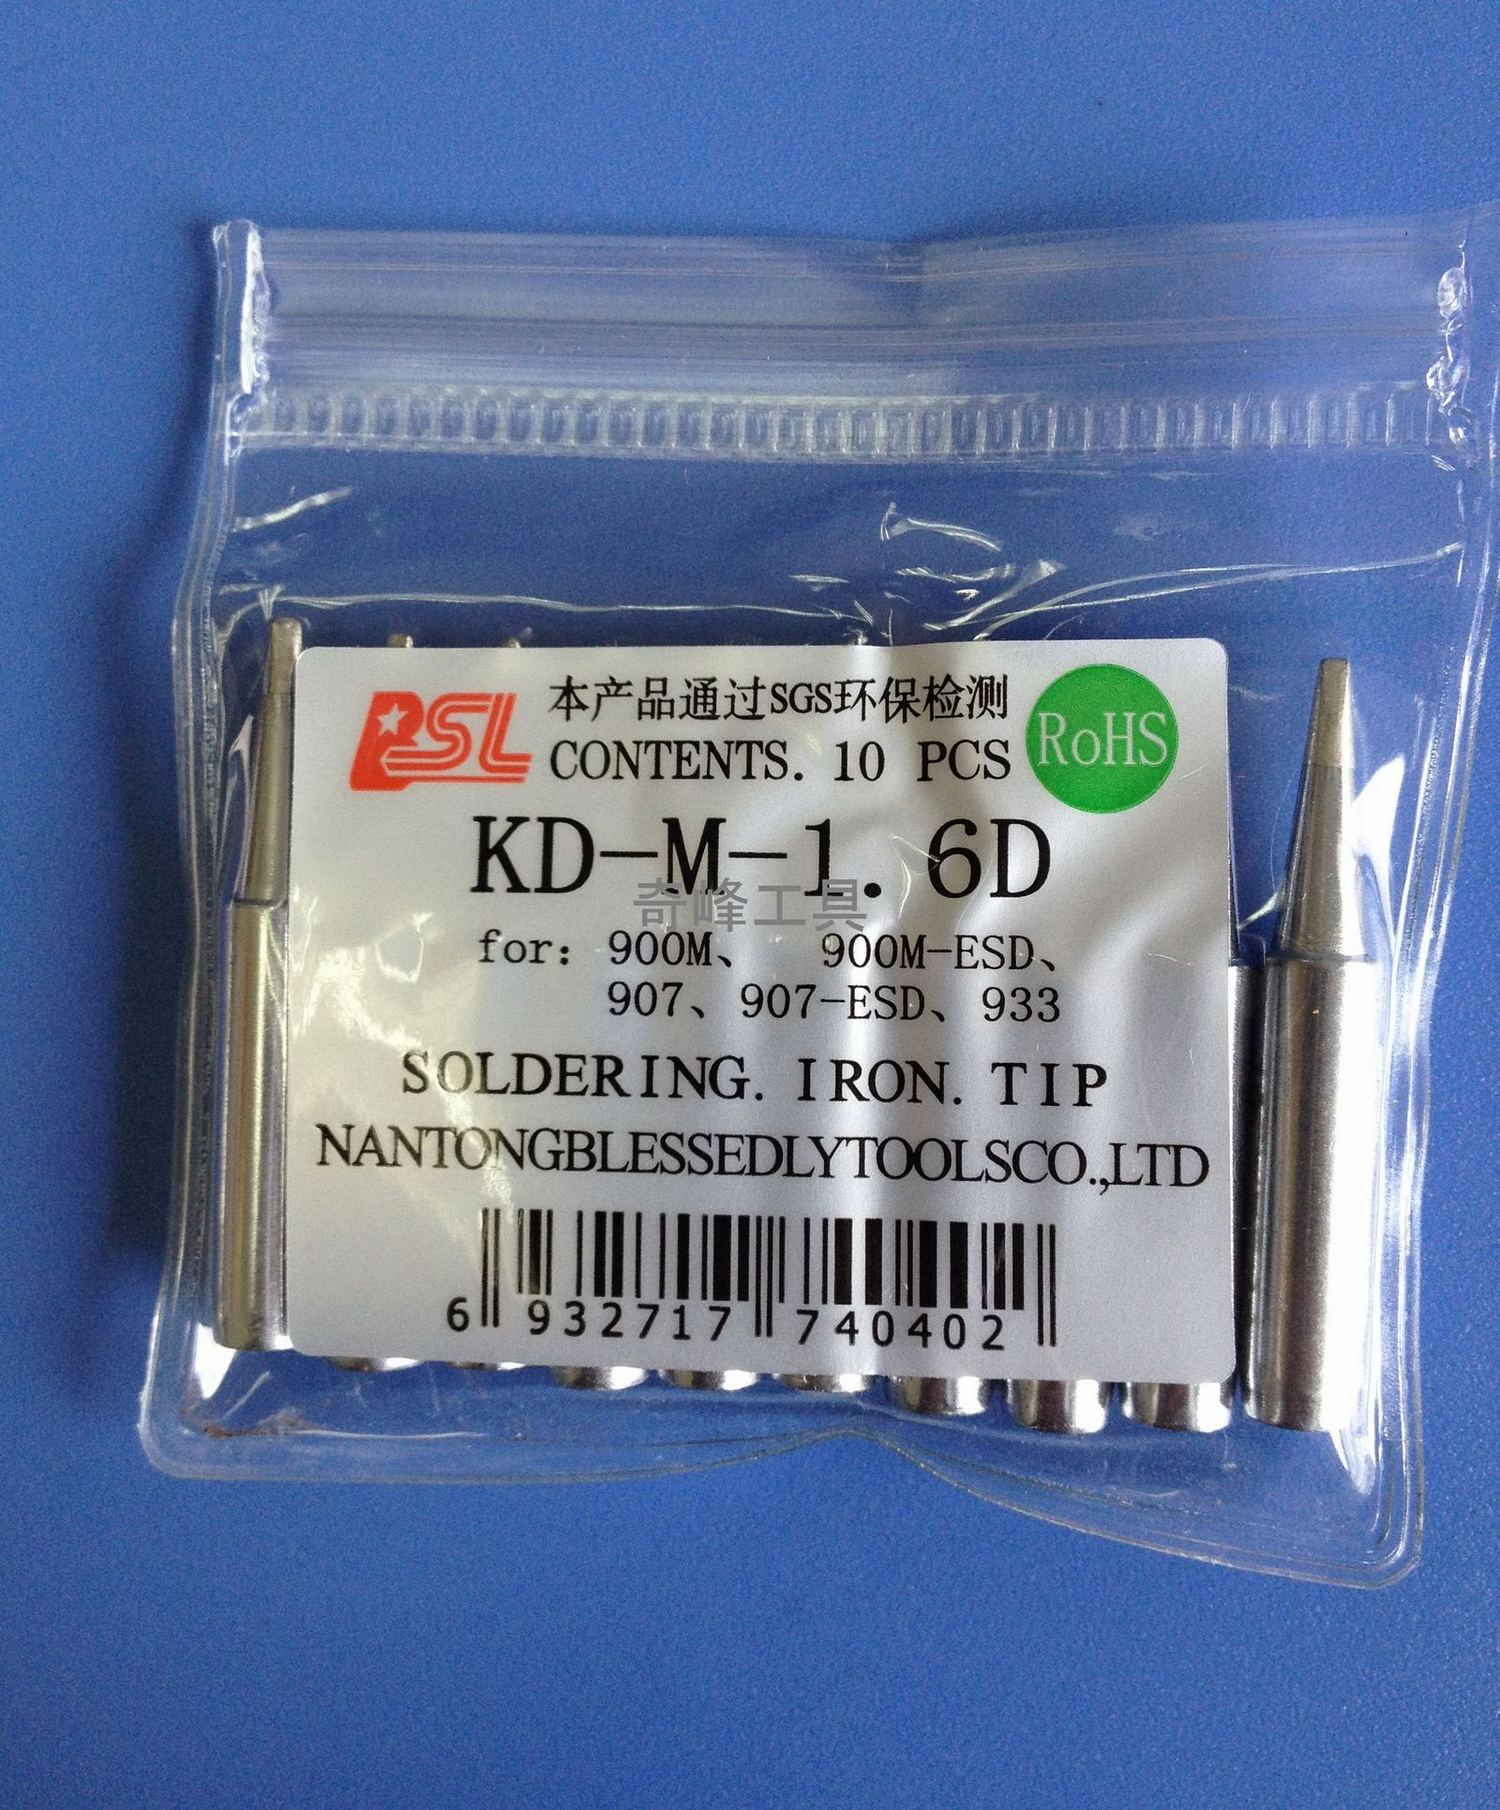 PSL
本产品通过SGS环保检测
CONTENTS. 10 PCS
RoHS
KD-M-1.6D
奇峰工具
for: 900M、 900M-ESD、
907、907-ESD、933
SOLDERING. IRON. TIP
NANTONGBLESSEDLYTOOLSCO.,LTD
6 932717 740402